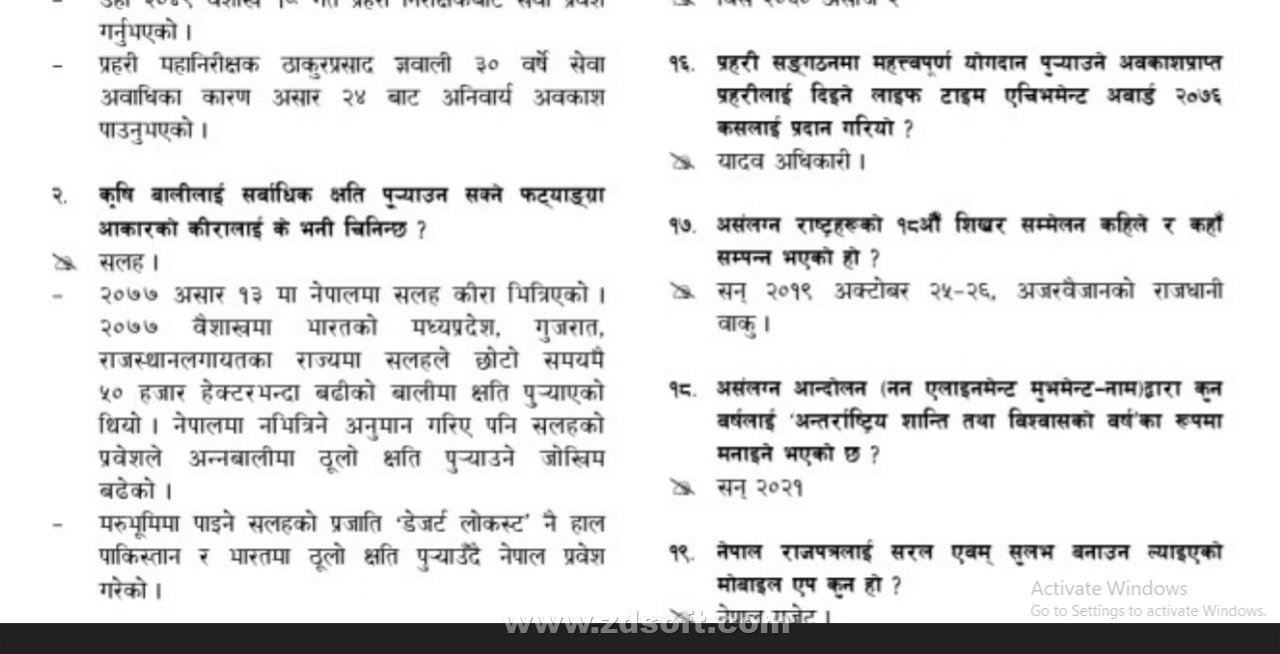 गर्नुभएको ।
- प्रहरी महानिरीक्षक ठाकुरप्रसाद ज्ञवाली ३० वर्षे सेवा
अवाधिका कारण असार २४ बाट अनिवार्य अवकाश
पाउनुभएको ।
२. कृषि बालीलाई सर्वाधिक क्षति पुऱ्याउन सक्ने फट्याङ्ग्रा
आकारको कीरालाई के भनी चिनिन्छ ?
सलह ।
- २०७७ असार १३ मा नेपालमा सलह कीरा भित्रिएको ।
२०७७ वैशाखमा भारतको मध्यप्रदेश, गुजरात,
राजस्थानलगायतका राज्यमा सलहले छोटो समयमै
५० हजार हेक्टरभन्दा बढीको बालीमा क्षति पुऱ्याएको
थियो । नेपालमा नभित्रिने अनुमान गरिए पनि सलहको
प्रवेशले अन्नबालीमा ठूलो क्षति पुऱ्याउने जोखिम
बढेको ।
- मरुभूमिमा पाइने सलहको प्रजाति 'डेजर्ट लोकस्ट' नै हाल
पाकिस्तान र भारतमा ठूलो क्षति पुऱ्याउँदै नेपाल प्रवेश
गरेको ।
१६. प्रहरी सङ्गठनमा महत्त्वपूर्ण योगदान पुऱ्याउने अवकाशप्राप्त
प्रहरीलाई दिइने लाइफ टाइम एचिभमेन्ट अवार्ड २०७६
कसलाई प्रदान गरियो ?
यादव अधिकारी ।
१७. असंलग्न राष्ट्रहरूको १८औँ शिखर सम्मेलन कहिले र कहाँ
सम्पन्न भएको हो ?
सन् २०१९ अक्टोबर २५-२६, अजरवैजानको राजधानी
वाकु ।
१८. असंलग्न आन्दोलन (नन एलाइनमेन्ट मुभमेन्ट-नाम)द्वारा कुन
वर्षलाई 'अन्तर्राष्ट्रिय शान्ति तथा विश्वासको वर्ष'का रूपमा
मनाइने भएको छ ?
सन् २०२१
१९. नेपाल राजपत्रलाई सरल एवम् सुलभ बनाउन ल्याइएको
मोबाइल एप कुन हो ?
नेपाल गजेट ।
Activate Windows
Go to Settings to activate Windows.
www.zdsoft.com